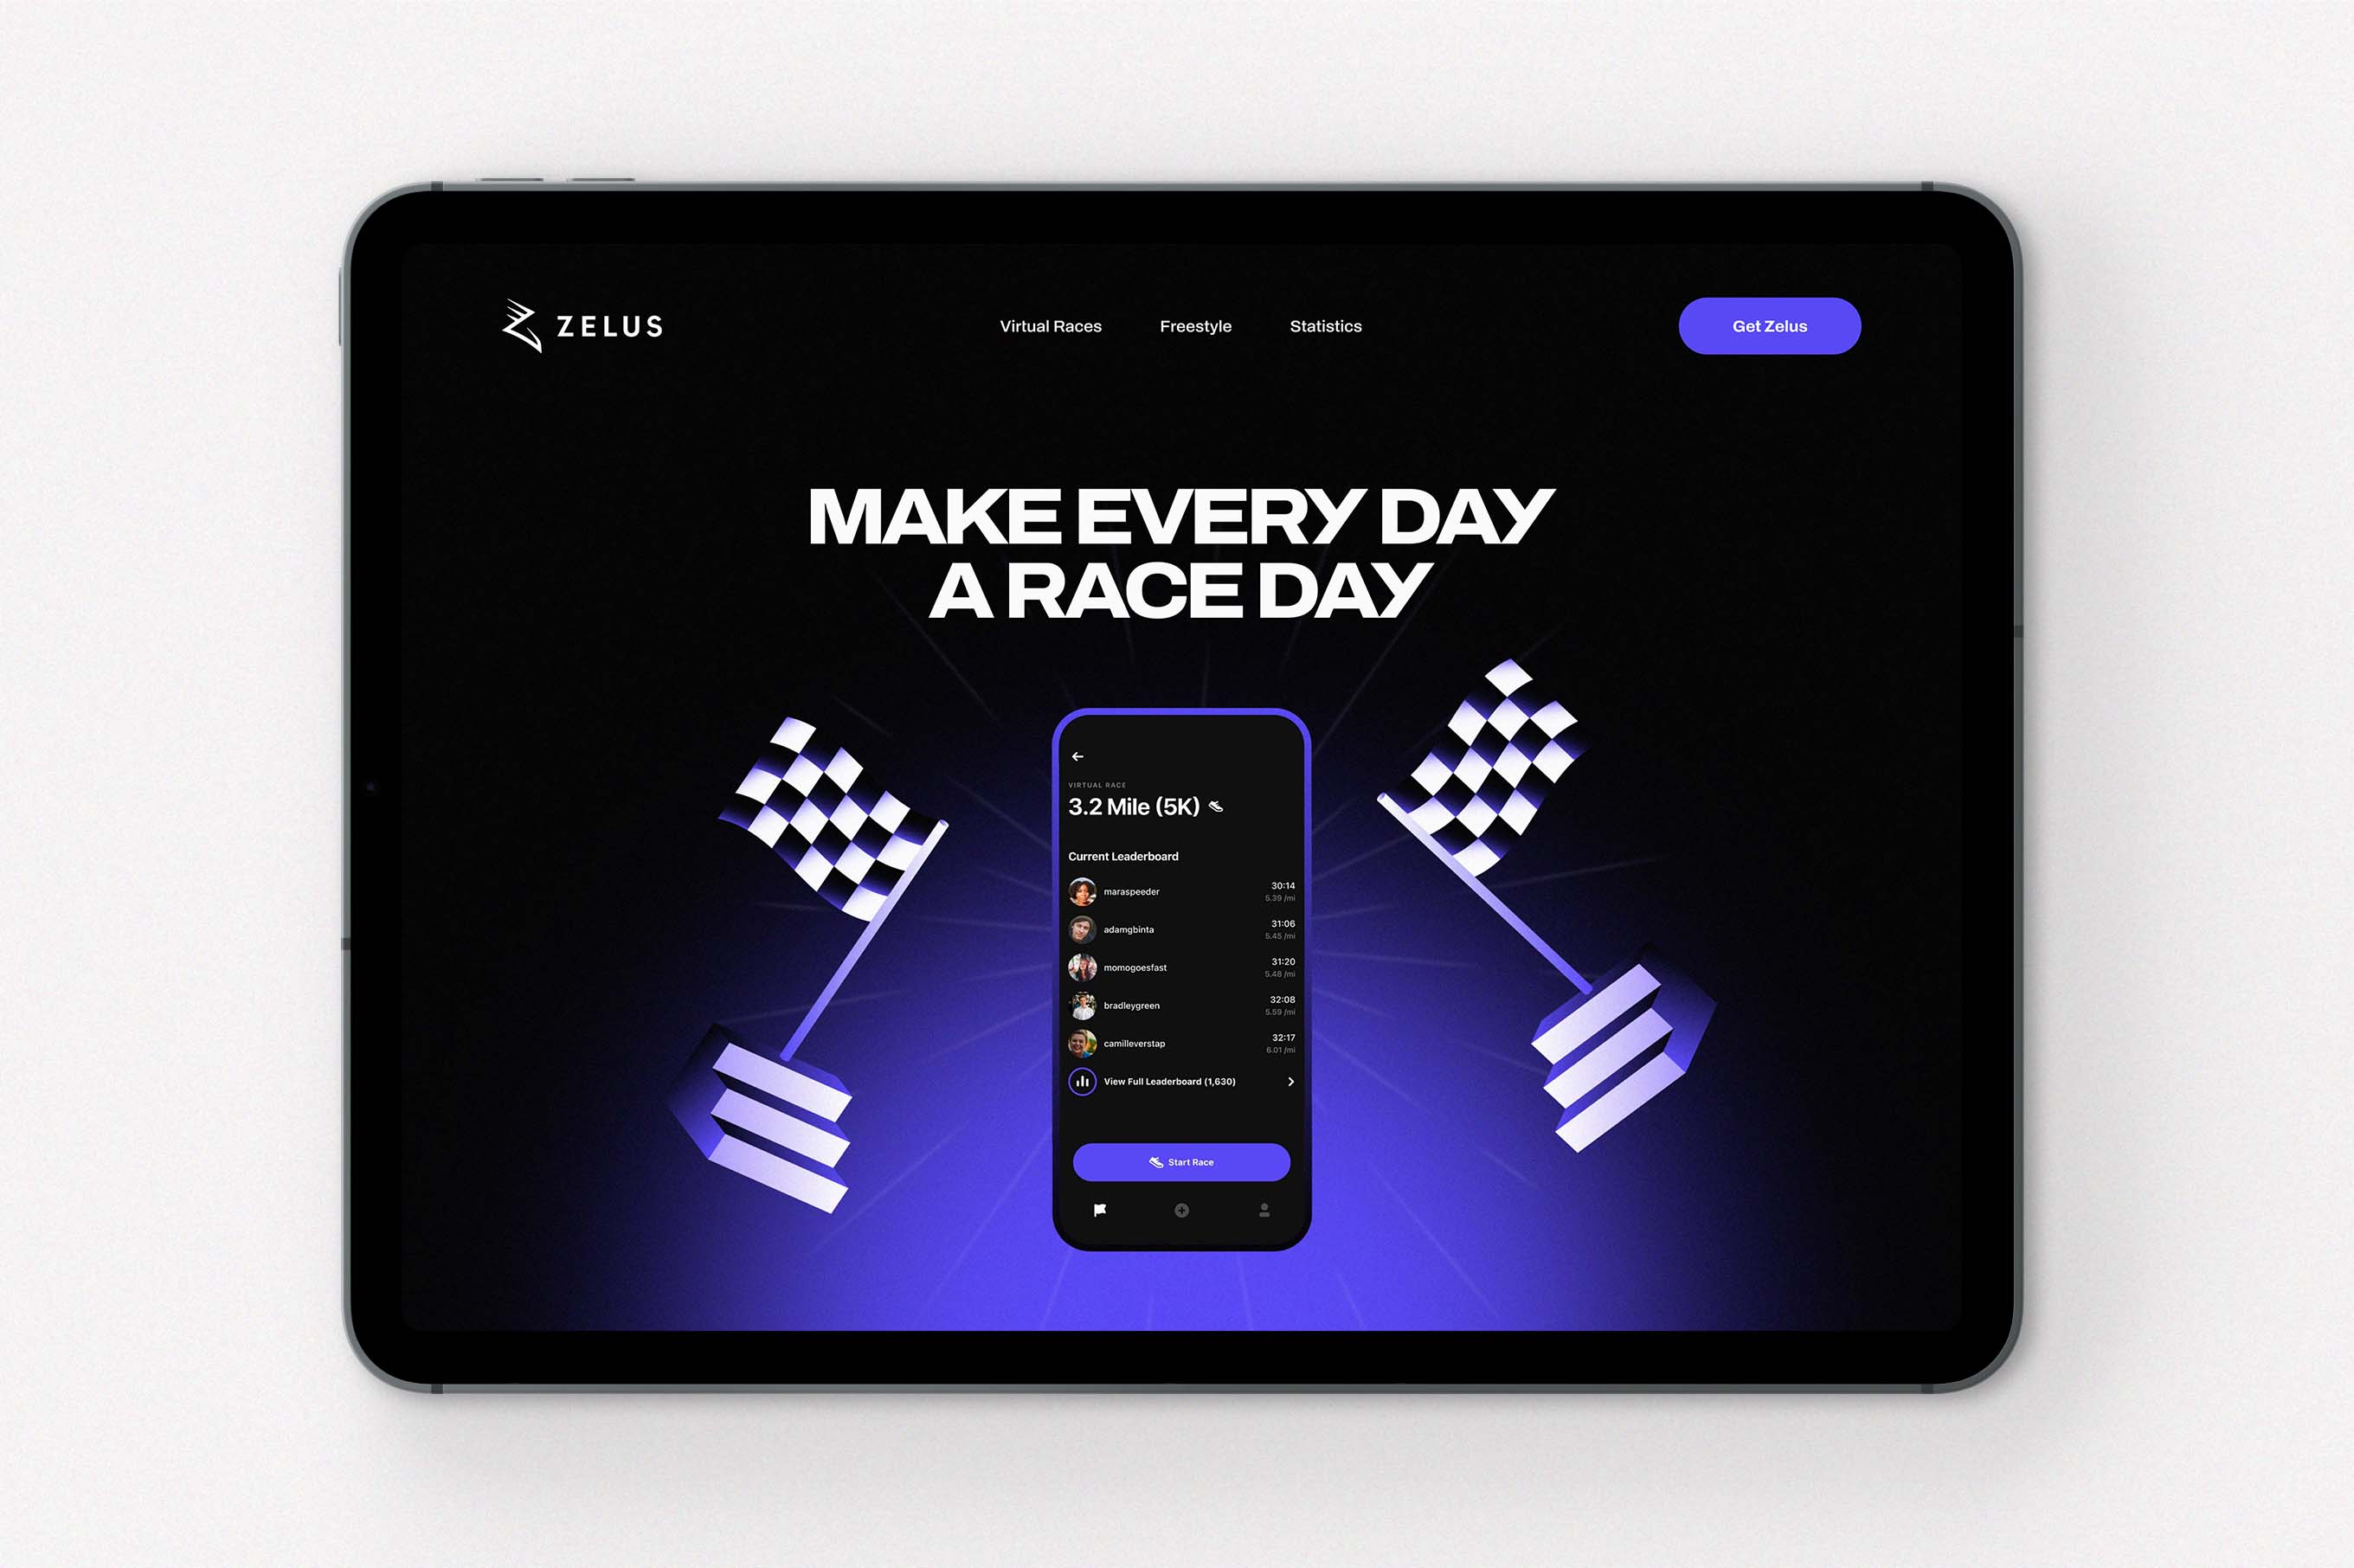 ZELUS
Virtual Races
Freestyle
Statistics
Get Zelus
MAKE EVERY DAY
A RACE DAY
VIRTUAL RACE
3.2 Mile (5K)
Current Leaderboard
maraspeeder
30:14
5.39 /mi
adamgbinta
31:06
5.45 /mi
momogoesfast
31:20
5.48 /mi
bradleygreen
32:08
5.59 /mi
camilleverstap
32:17
6.01 /mi
View Full Leaderboard (1,630)
Start Race